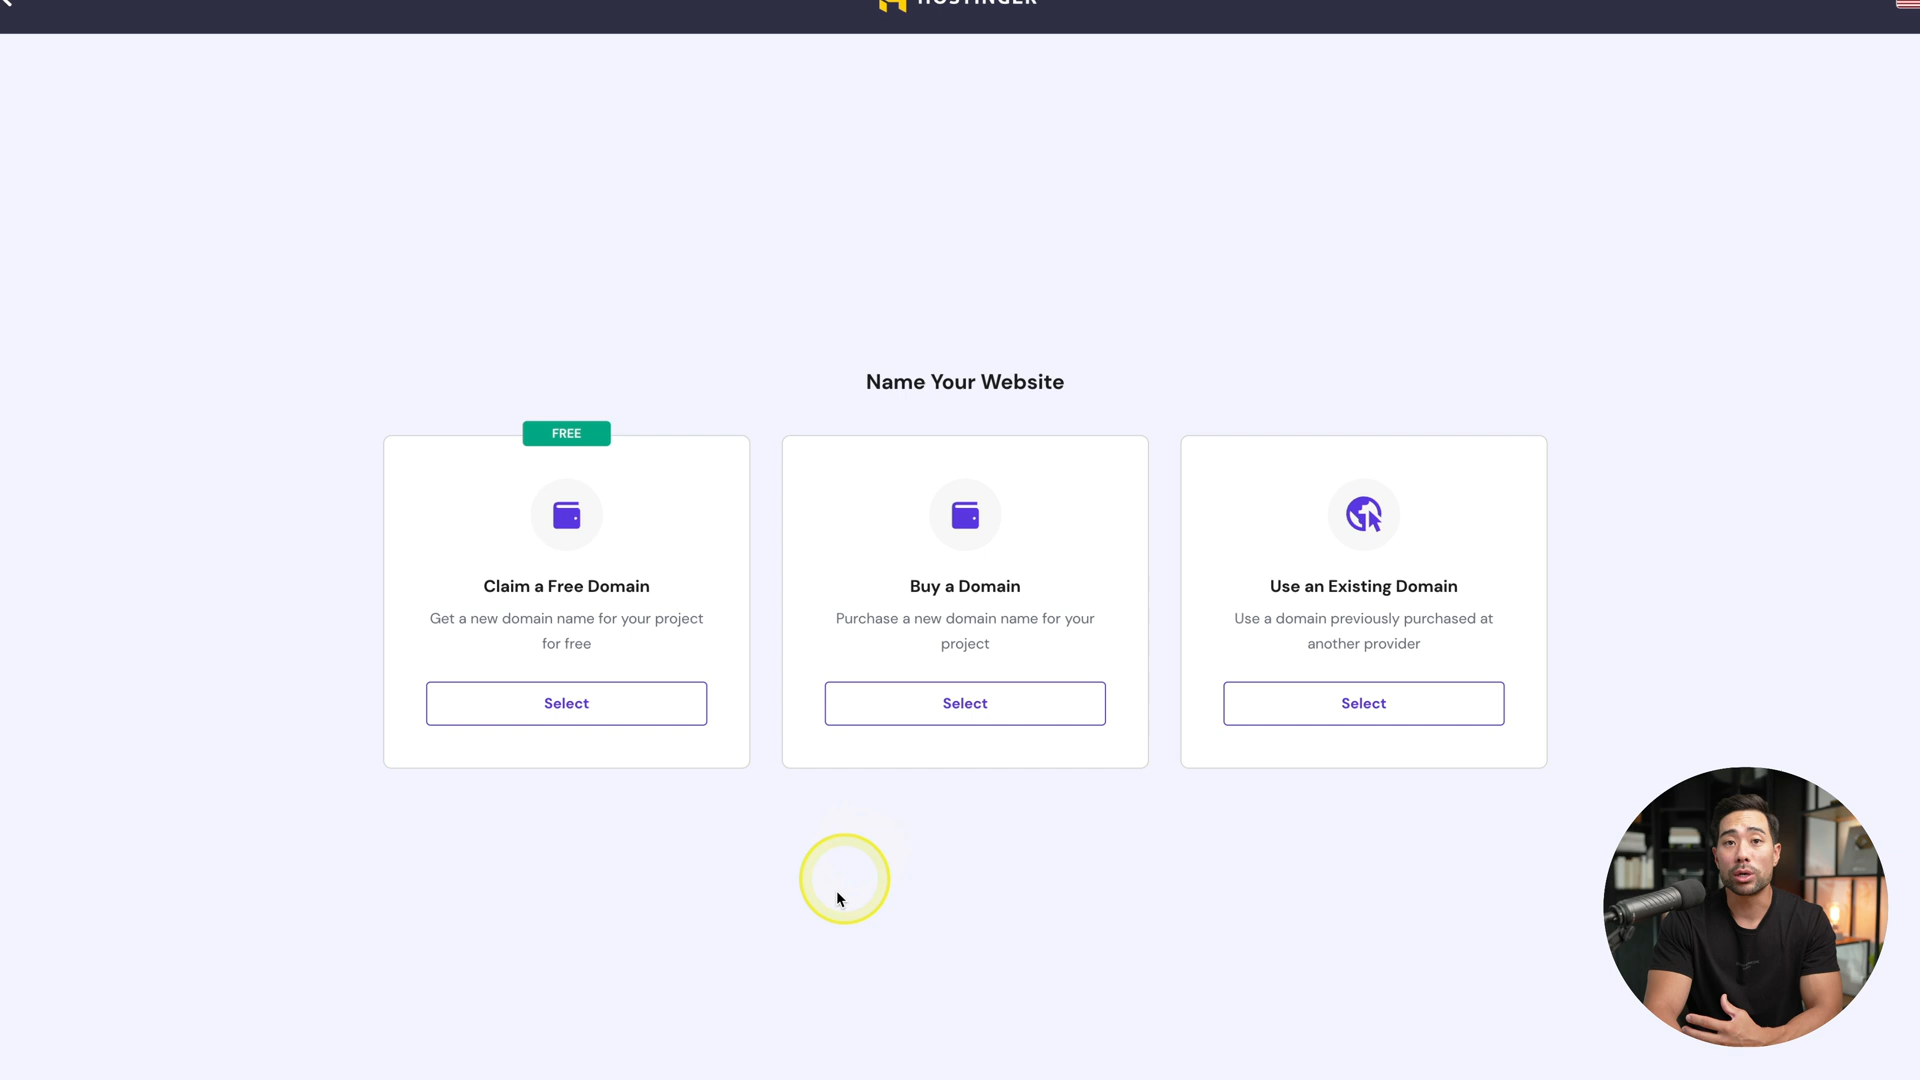 HOSTINGER
Name Your Website
FREE
Claim a Free Domain
Get a new domain name for your project
for free
Select
Buy a Domain
Purchase a new domain name for your
project
Select
Use an Existing Domain
Use a domain previously purchased at
another provider
Select